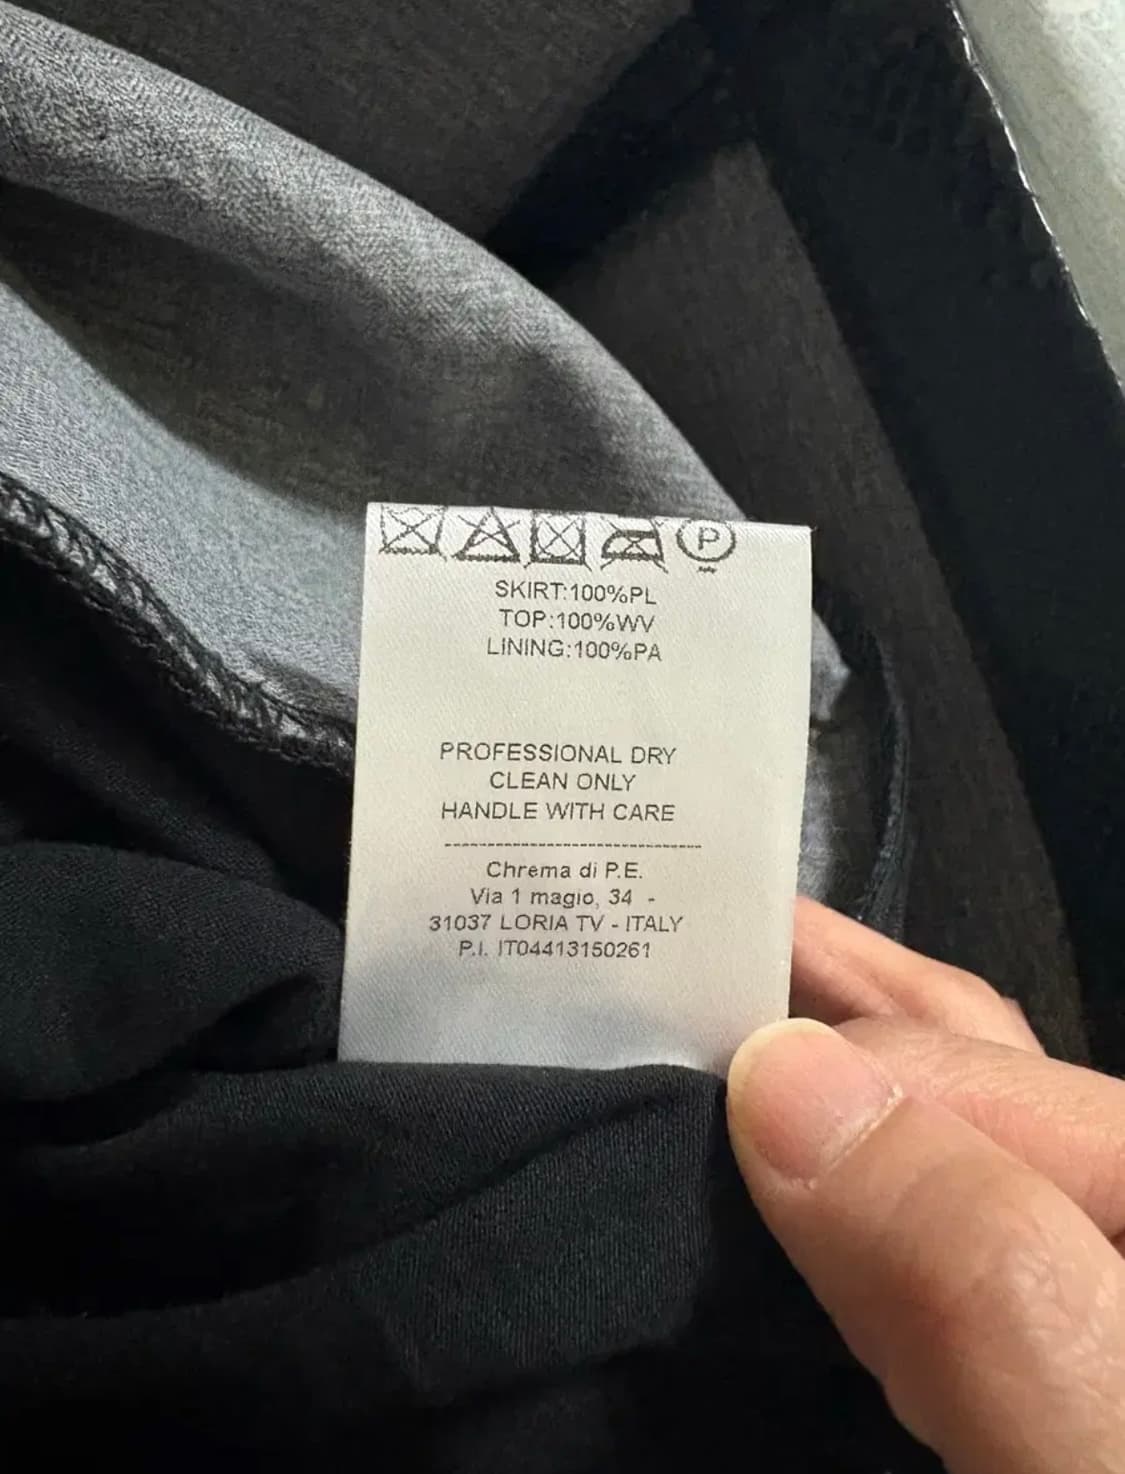 P
SKIRT:100%PL
TOP:100%WV
LINING:100%PA
PROFESSIONAL DRY
CLEAN ONLY
HANDLE WITH CARE
--------------------------------
Chrema di P.E.
Via 1 magio, 34 -
31037 LORIA TV - ITALY
P.I. IT04413150261